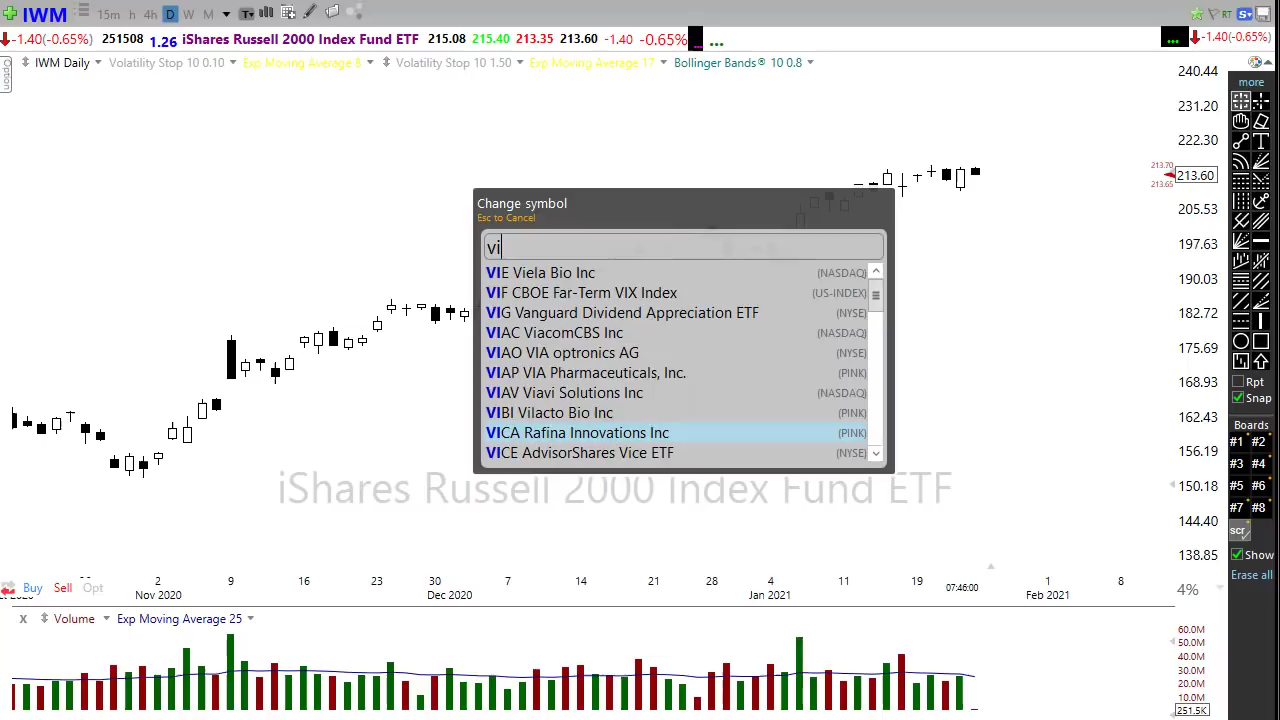 IWM 15m h 4h D W M T RT S
-1.40(-0.65%) 251508 1.26 iShares Russell 2000 Index Fund ETF 215.08 215.40 213.35 213.60 -1.40 -0.65% ... ... -1.40(-0.65%)
Option
IWM Daily Volatility Stop 10 0.10 Exp Moving Average 8 Volatility Stop 10 1.50 Exp Moving Average 17 Bollinger Bands® 10 0.8
240.44
231.20
222.30
213.70
213.60
213.65
205.53
197.63
190.03
182.72
175.69
168.93
162.43
156.19
150.18
144.40
138.85
Change symbol
Esc to Cancel
vi
VIE Viela Bio Inc (NASDAQ)
VIF CBOE Far-Term VIX Index (US-INDEX)
VIG Vanguard Dividend Appreciation ETF (NYSE)
VIAC ViacomCBS Inc (NASDAQ)
VIAO VIA optronics AG (NYSE)
VIAP VIA Pharmaceuticals, Inc. (PINK)
VIAV Viavi Solutions Inc (NASDAQ)
VIBI Vilacto Bio Inc (PINK)
VICA Rafina Innovations Inc (PINK)
VICE AdvisorShares Vice ETF (NYSE)
iShares Russell 2000 Index Fund ETF
more
T
Rpt
Snap
Boards
#1 #2
#3 #4
#5 #6
#7 #8
scr
Show
Erase all
Buy Sell Opt
2 9 16 23 30 7 14 21 28 4 11 19 07:46:00 1 8
Nov 2020 Dec 2020 Jan 2021 Feb 2021
4%
x Volume Exp Moving Average 25
60.0M
50.0M
40.0M
30.0M
20.0M
10.0M
251.5K